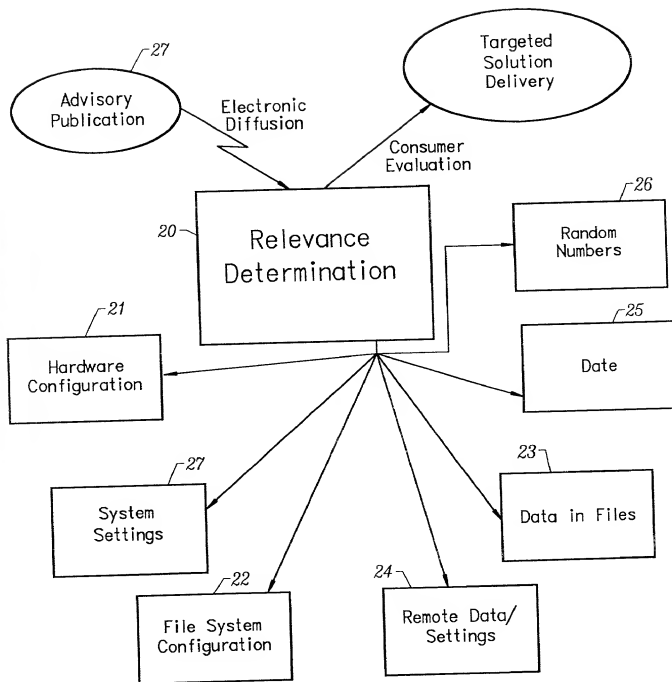 27
Advisory
Publication
Targeted
Solution
Delivery
Electronic
Diffusion
Consumer
Evaluation
20
Relevance
Determination
26
Random
Numbers
21
Hardware
Configuration
25
Date
27
System
Settings
23
Data in Files
22
File System
Configuration
24
Remote Data/
Settings